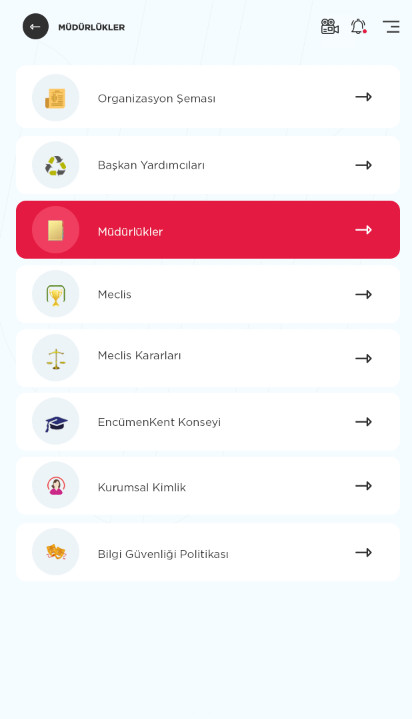 MÜDÜRLÜKLER
Organizasyon Şeması
Başkan Yardımcıları
Müdürlükler
Meclis
Meclis Kararları
EncümenKent Konseyi
Kurumsal Kimlik
Bilgi Güvenliği Politikası